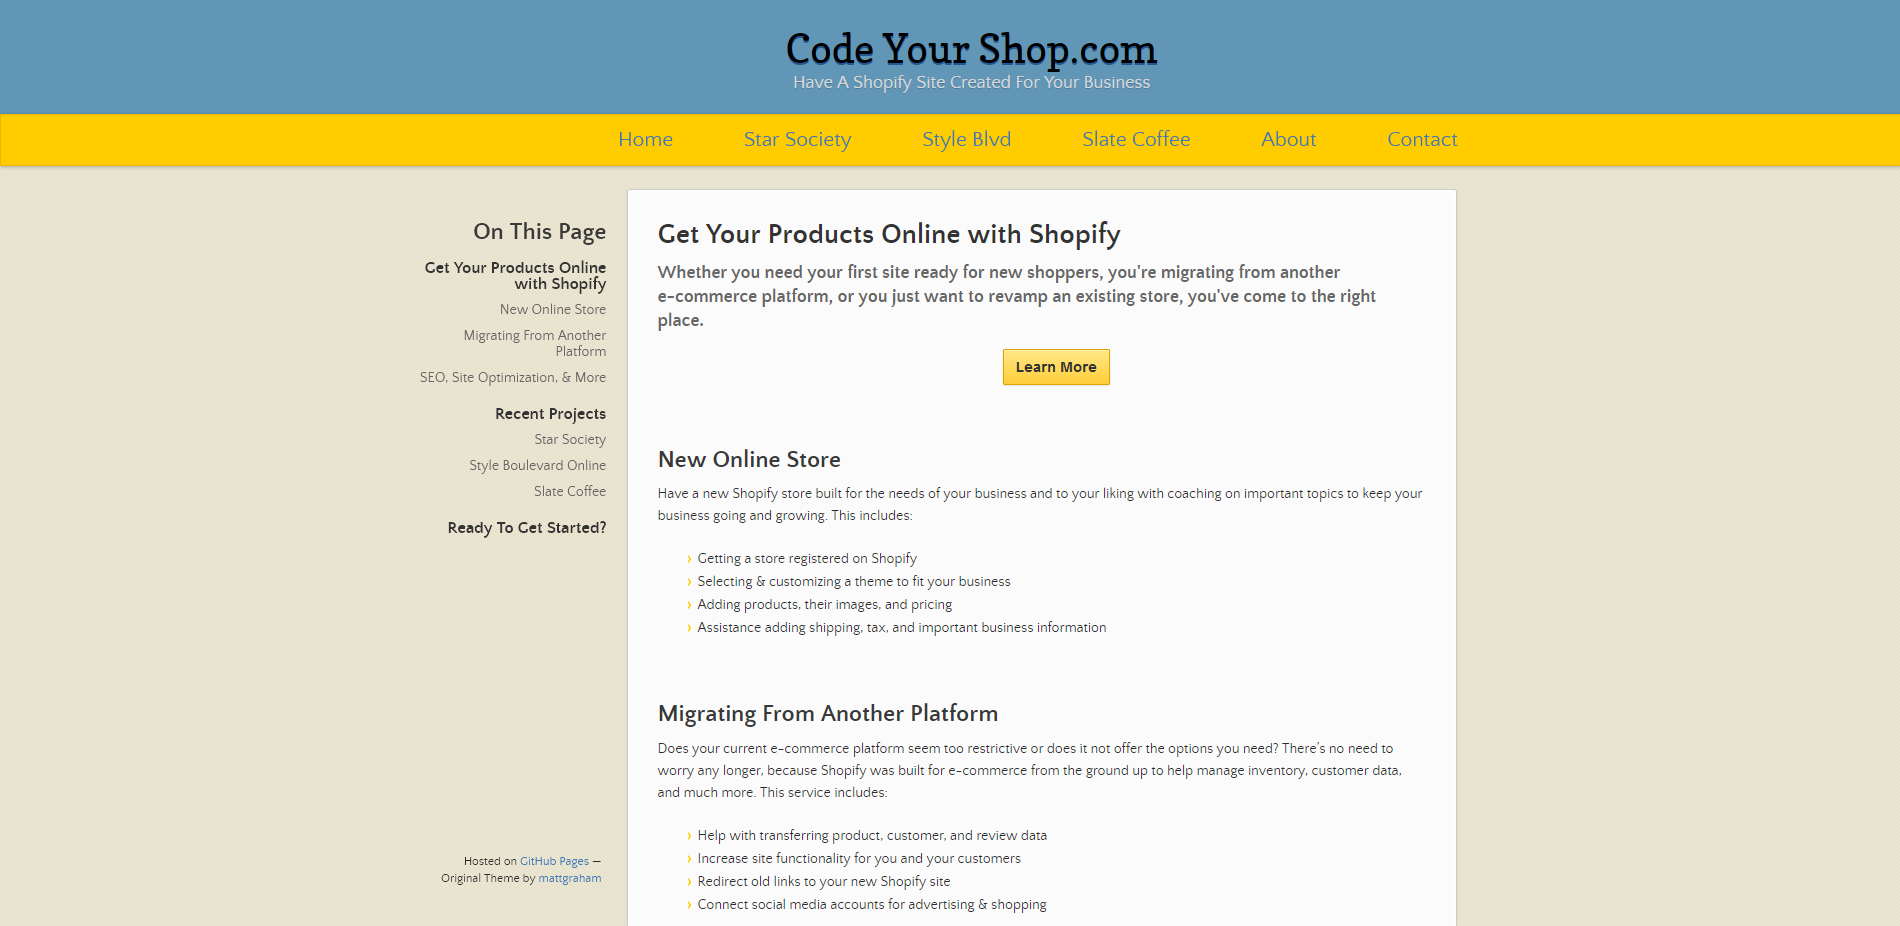 Code Your Shop.com
Have A Shopify Site Created For Your Business
Home Star Society Style Blvd Slate Coffee About Contact
On This Page
Get Your Products Online
with Shopify
New Online Store
Migrating From Another
Platform
SEO, Site Optimization, & More
Recent Projects
Star Society
Style Boulevard Online
Slate Coffee
Ready To Get Started?
Hosted on GitHub Pages —
Original Theme by mattgraham
Get Your Products Online with Shopify
Whether you need your first site ready for new shoppers, you're migrating from another
e-commerce platform, or you just want to revamp an existing store, you've come to the right
place.
Learn More
New Online Store
Have a new Shopify store built for the needs of your business and to your liking with coaching on important topics to keep your
business going and growing. This includes:
› Getting a store registered on Shopify
› Selecting & customizing a theme to fit your business
› Adding products, their images, and pricing
› Assistance adding shipping, tax, and important business information
Migrating From Another Platform
Does your current e-commerce platform seem too restrictive or does it not offer the options you need? There's no need to
worry any longer, because Shopify was built for e-commerce from the ground up to help manage inventory, customer data,
and much more. This service includes:
› Help with transferring product, customer, and review data
› Increase site functionality for you and your customers
› Redirect old links to your new Shopify site
› Connect social media accounts for advertising & shopping